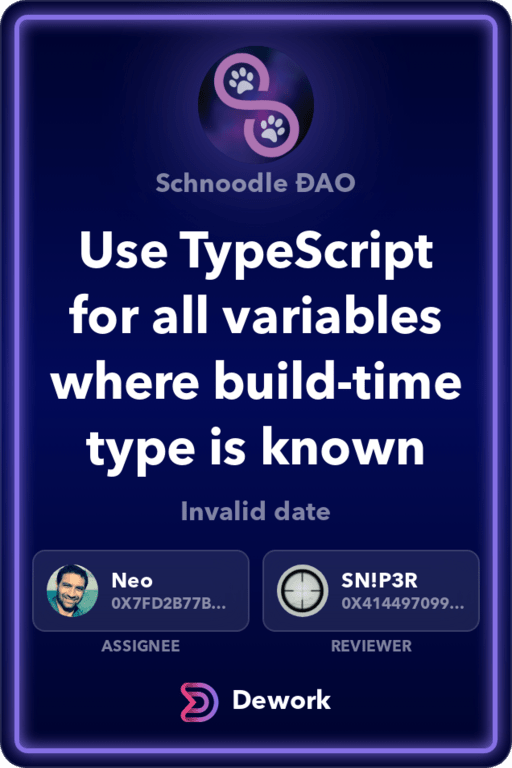 Schnoodle ÐAO
Use TypeScript
for all variables
where build-time
type is known
Invalid date
Neo
0X7FD2B77B...
SN!P3R
0X414497099...
ASSIGNEE
REVIEWER
Dework